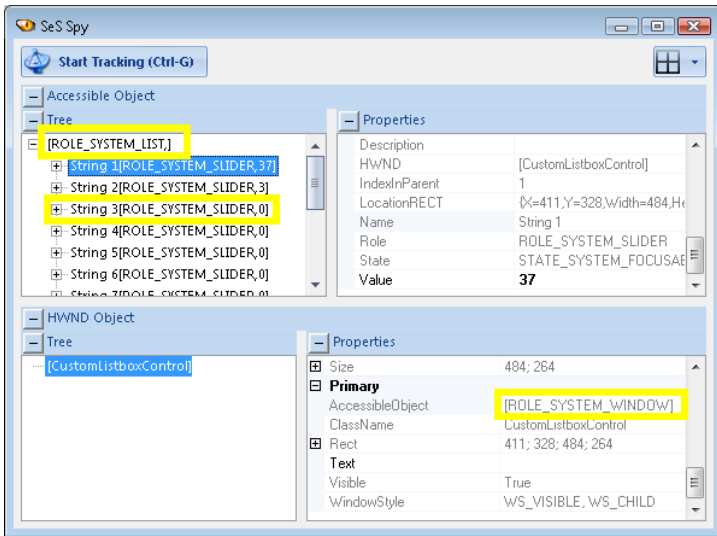 SeS Spy
Start Tracking (Ctrl-G)
Accessible Object
Tree
[ROLE_SYSTEM_LIST,]
String 1[ROLE_SYSTEM_SLIDER,37]
String 2[ROLE_SYSTEM_SLIDER,3]
String 3[ROLE_SYSTEM_SLIDER,0]
String 4[ROLE_SYSTEM_SLIDER,0]
String 5[ROLE_SYSTEM_SLIDER,0]
String 6[ROLE_SYSTEM_SLIDER,0]
String 7[ROLE_SYSTEM_SLIDER,0]
Properties
Description
HWND [CustomListboxControl]
IndexInParent 1
LocationRECT {X=411,Y=328,Width=484,He
Name String 1
Role ROLE_SYSTEM_SLIDER
State STATE_SYSTEM_FOCUSAE
Value 37
HWND Object
Tree
[CustomListboxControl]
Properties
Size 484; 264
Primary
AccessibleObject [ROLE_SYSTEM_WINDOW]
ClassName CustomListboxControl
Rect 411; 328; 484; 264
Text
Visible True
WindowStyle WS_VISIBLE, WS_CHILD